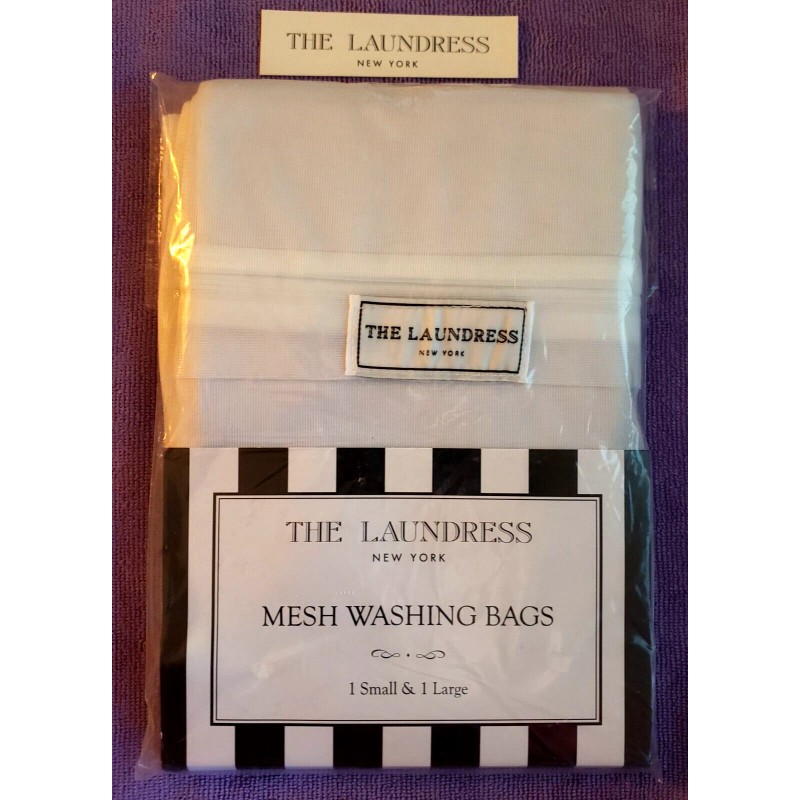 THE LAUNDRESS
NEW YORK
THE LAUNDRESS
NEW YORK
THE LAUNDRESS
NEW YORK
MESH WASHING BAGS
1 Small & 1 Large